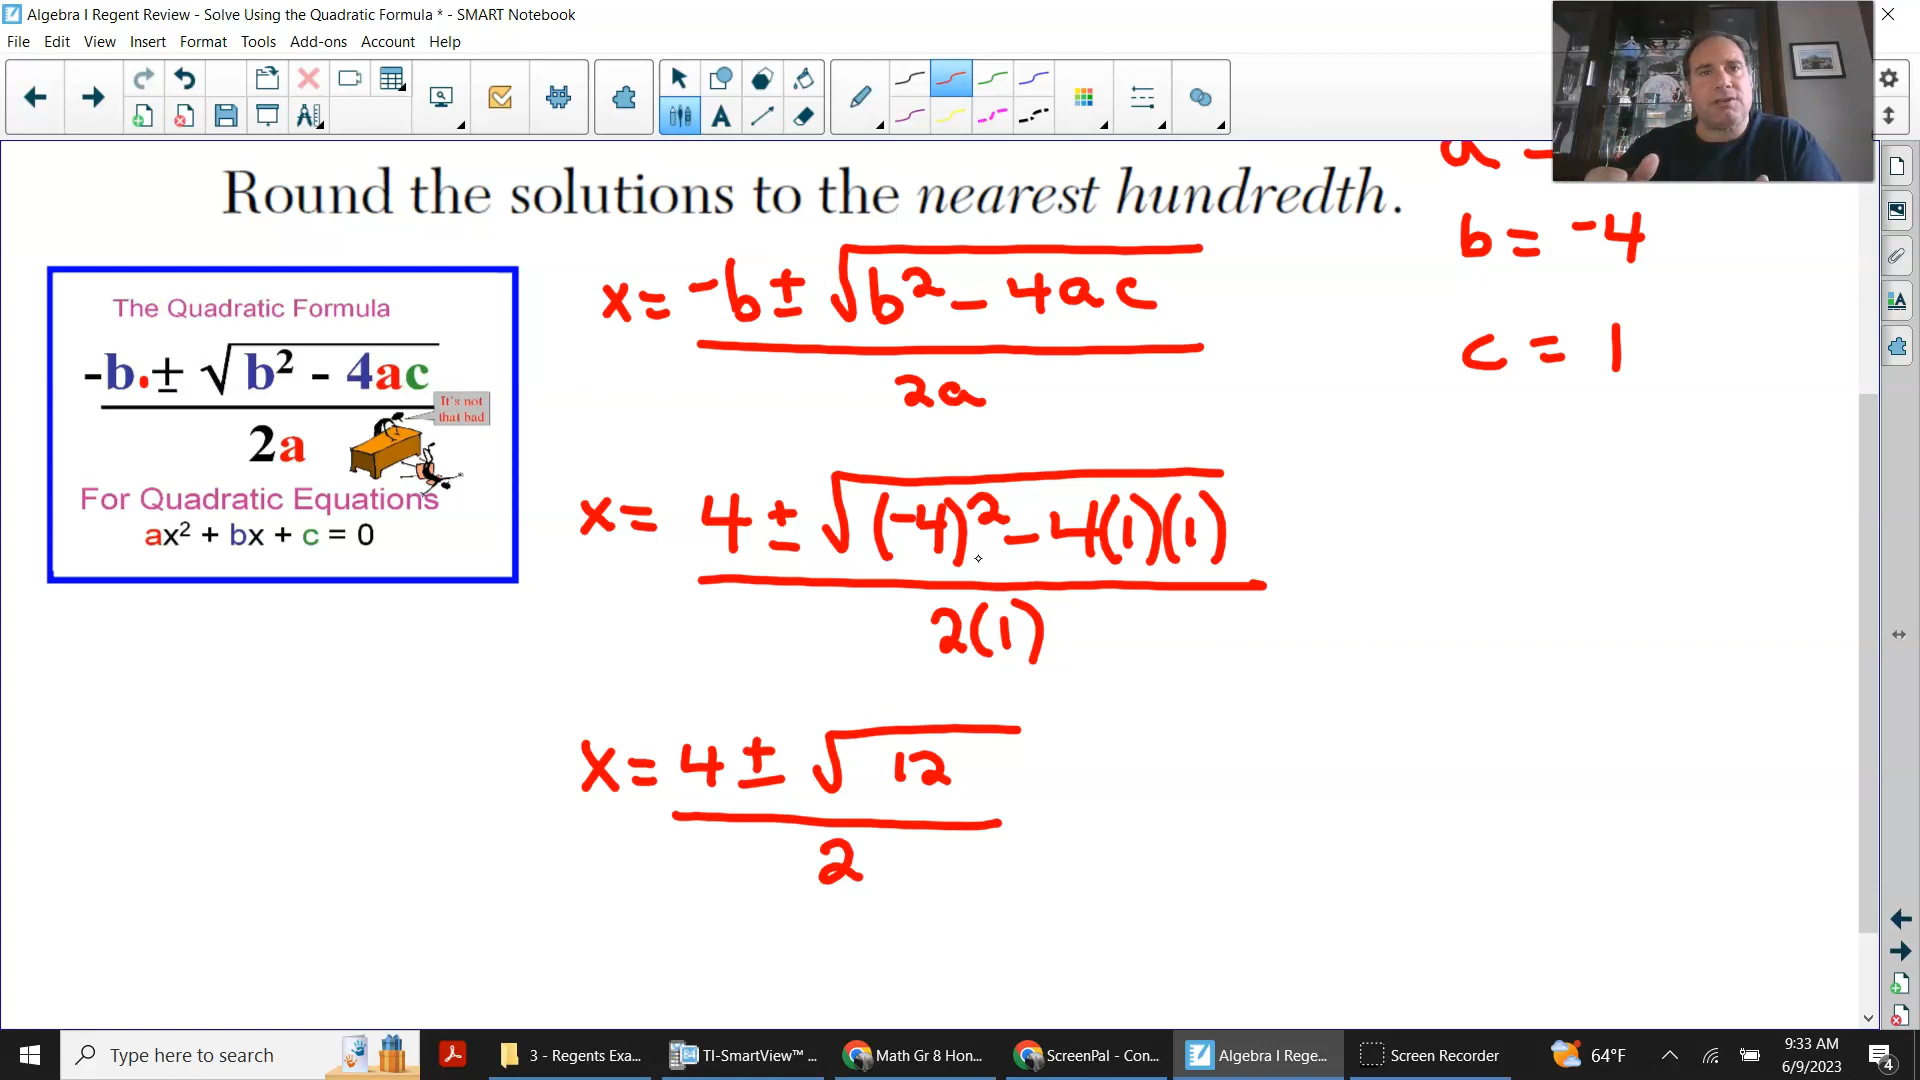 Algebra I Regent Review - Solve Using the Quadratic Formula * - SMART Notebook
File Edit View Insert Format Tools Add-ons Account Help
Round the solutions to the nearest hundredth.
a =
b = -4
c = 1
The Quadratic Formula
-b.± √b² - 4ac
2a
It's not
that bad
For Quadratic Equations
ax² + bx + c = 0
x = -b ± √b² - 4ac
2a
x = 4 ± √(-4)² - 4(1)(1)
2(1)
x = 4 ± √12
2
Type here to search
3 - Regents Exa...
TI-SmartView™ ...
Math Gr 8 Hon...
ScreenPal - Con...
Algebra I Rege...
Screen Recorder
64°F
9:33 AM
6/9/2023
4